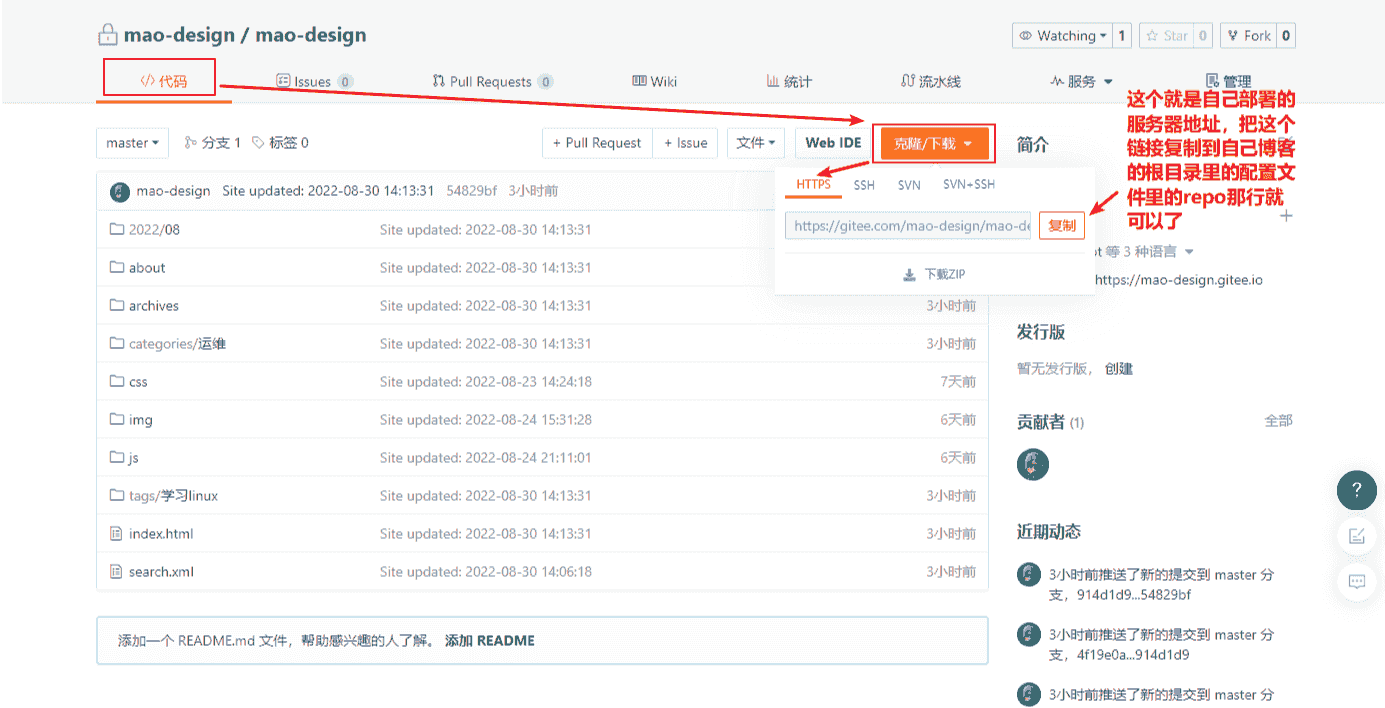 mao-design / mao-design
Watching 1 Star 0 Fork 0
代码 Issues 0 Pull Requests 0 Wiki 统计 流水线 服务 管理
这个就是自己部署的
服务器地址，把这个
链接复制到自己博客
的根目录里的配置文
件里的repo那行就
可以了
master 分支 1 标签 0 + Pull Request + Issue 文件 Web IDE 克隆/下载
简介
mao-design Site updated: 2022-08-30 14:13:31 54829bf 3小时前
HTTPS SSH SVN SVN+SSH
https://gitee.com/mao-design/mao-de 复制
下载ZIP
等 3 种语言
https://mao-design.gitee.io
2022/08 Site updated: 2022-08-30 14:13:31
about Site updated: 2022-08-30 14:13:31
archives Site updated: 2022-08-30 14:13:31 3小时前
categories/运维 Site updated: 2022-08-30 14:13:31 3小时前
css Site updated: 2022-08-23 14:24:18 7天前
img Site updated: 2022-08-24 15:31:28 6天前
js Site updated: 2022-08-24 21:11:01 6天前
tags/学习linux Site updated: 2022-08-30 14:13:31 3小时前
index.html Site updated: 2022-08-30 14:13:31 3小时前
search.xml Site updated: 2022-08-30 14:06:18 3小时前
添加一个 README.md 文件，帮助感兴趣的人了解。 添加 README
发行版
暂无发行版， 创建
贡献者 (1) 全部
近期动态
3小时前推送了新的提交到 master 分
支，914d1d9...54829bf
3小时前推送了新的提交到 master 分
支，4f19e0a...914d1d9
3小时前推送了新的提交到 master 分
?